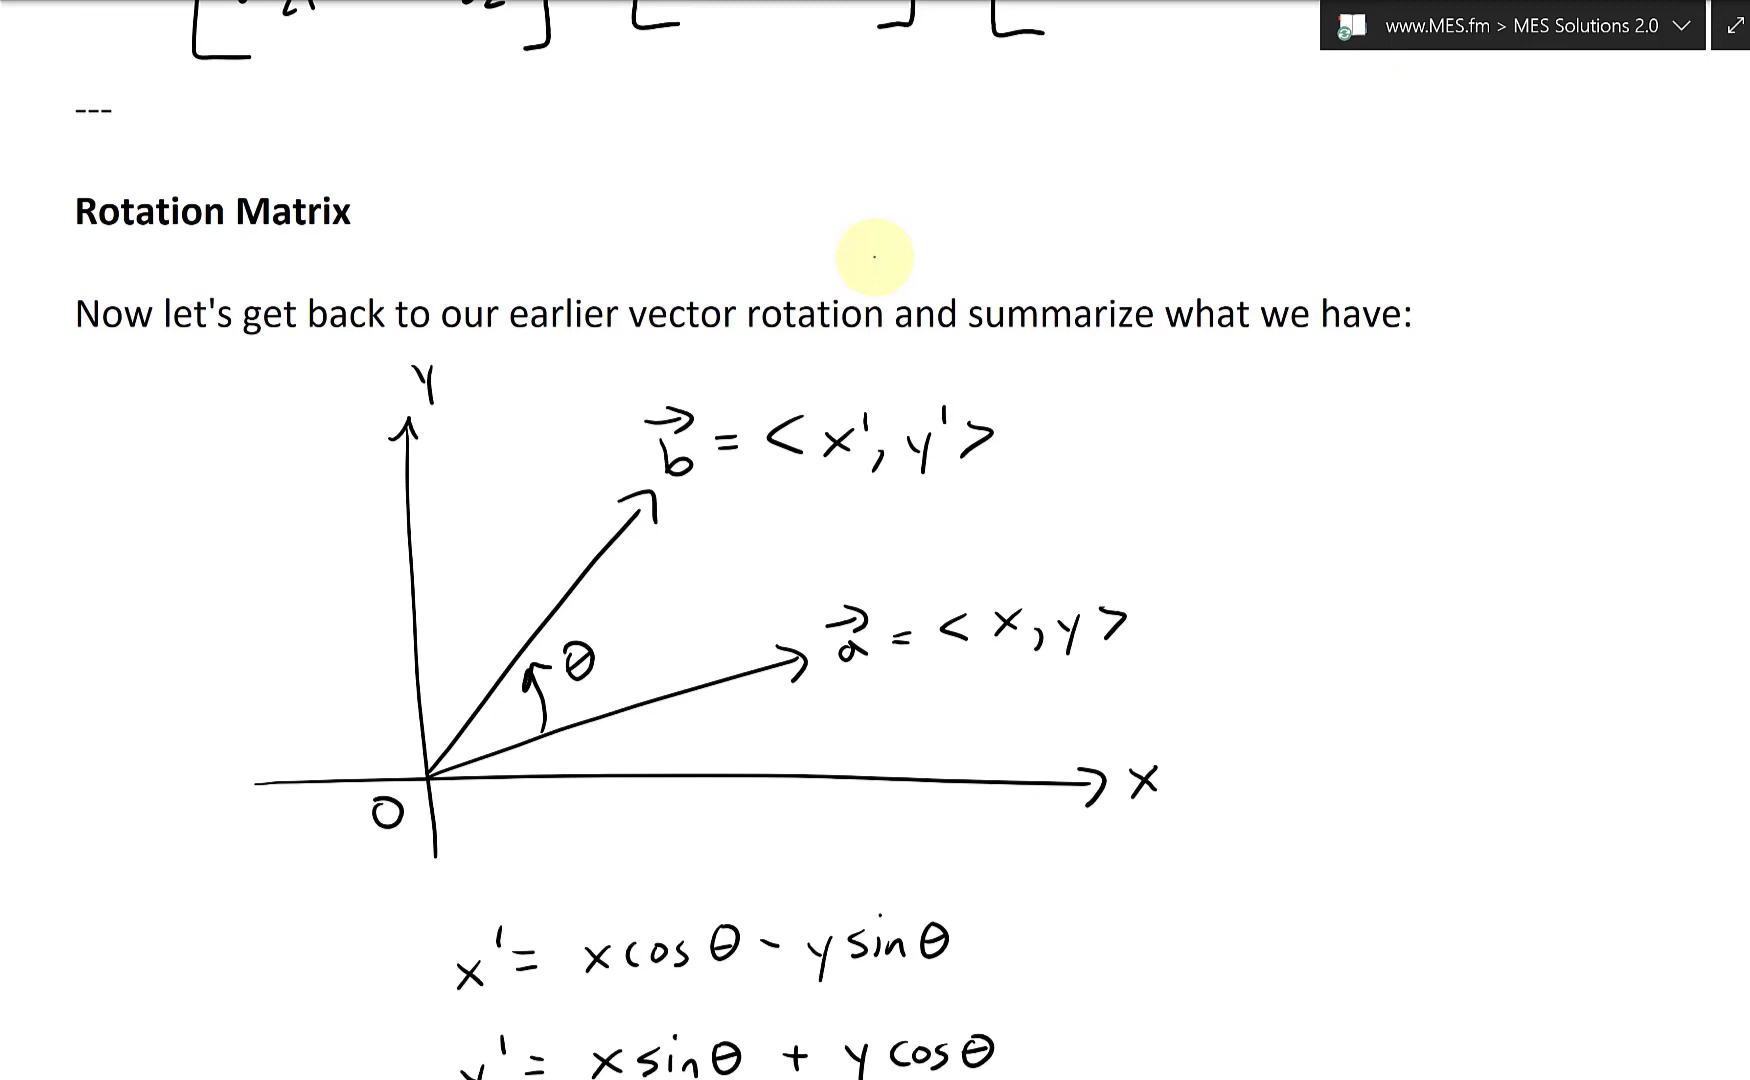 www.MES.fm > MES Solutions 2.0
---
Rotation Matrix
Now let's get back to our earlier vector rotation and summarize what we have:
Y
b = < x', y' >
θ
a = < x, y >
O
X
x' = x cos θ - y sin θ
y' = x sin θ + y cos θ